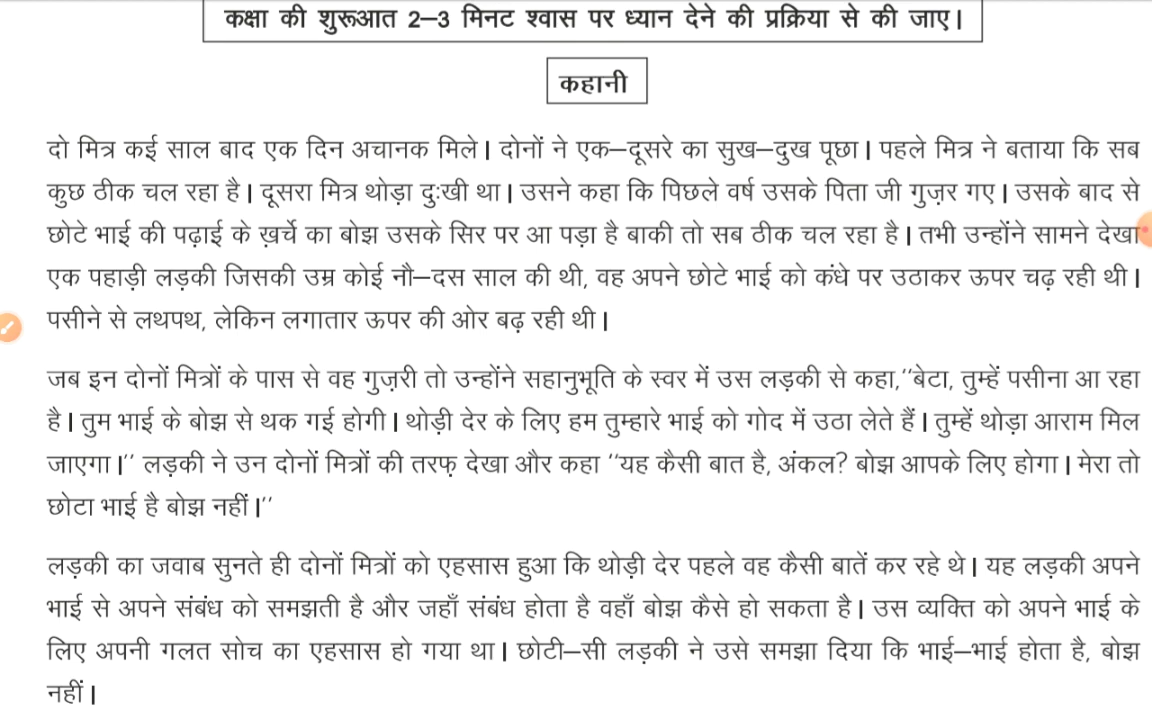 कक्षा की शुरूआत 2–3 मिनट श्वास पर ध्यान देने की प्रक्रिया से की जाए।
कहानी
दो मित्र कई साल बाद एक दिन अचानक मिले। दोनों ने एक–दूसरे का सुख–दुख पूछा। पहले मित्र ने बताया कि सब
कुछ ठीक चल रहा है। दूसरा मित्र थोड़ा दुःखी था। उसने कहा कि पिछले वर्ष उसके पिता जी गुज़र गए। उसके बाद से
छोटे भाई की पढ़ाई के ख़र्चे का बोझ उसके सिर पर आ पड़ा है बाकी तो सब ठीक चल रहा है। तभी उन्होंने सामने देखा
एक पहाड़ी लड़की जिसकी उम्र कोई नौ–दस साल की थी, वह अपने छोटे भाई को कंधे पर उठाकर ऊपर चढ़ रही थी।
पसीने से लथपथ, लेकिन लगातार ऊपर की ओर बढ़ रही थी।
जब इन दोनों मित्रों के पास से वह गुज़री तो उन्होंने सहानुभूति के स्वर में उस लड़की से कहा,"बेटा, तुम्हें पसीना आ रहा
है। तुम भाई के बोझ से थक गई होगी। थोड़ी देर के लिए हम तुम्हारे भाई को गोद में उठा लेते हैं। तुम्हें थोड़ा आराम मिल
जाएगा।" लड़की ने उन दोनों मित्रों की तरफ़ देखा और कहा "यह कैसी बात है, अंकल? बोझ आपके लिए होगा। मेरा तो
छोटा भाई है बोझ नहीं।"
लड़की का जवाब सुनते ही दोनों मित्रों को एहसास हुआ कि थोड़ी देर पहले वह कैसी बातें कर रहे थे। यह लड़की अपने
भाई से अपने संबंध को समझती है और जहाँ संबंध होता है वहाँ बोझ कैसे हो सकता है। उस व्यक्ति को अपने भाई के
लिए अपनी गलत सोच का एहसास हो गया था। छोटी–सी लड़की ने उसे समझा दिया कि भाई–भाई होता है, बोझ
नहीं।